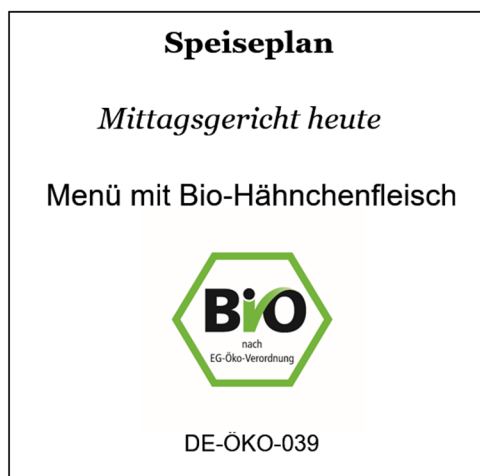 Speiseplan
Mittagsgericht heute
Menü mit Bio-Hähnchenfleisch
Bio
nach
EG-Öko-Verordnung
DE-ÖKO-039